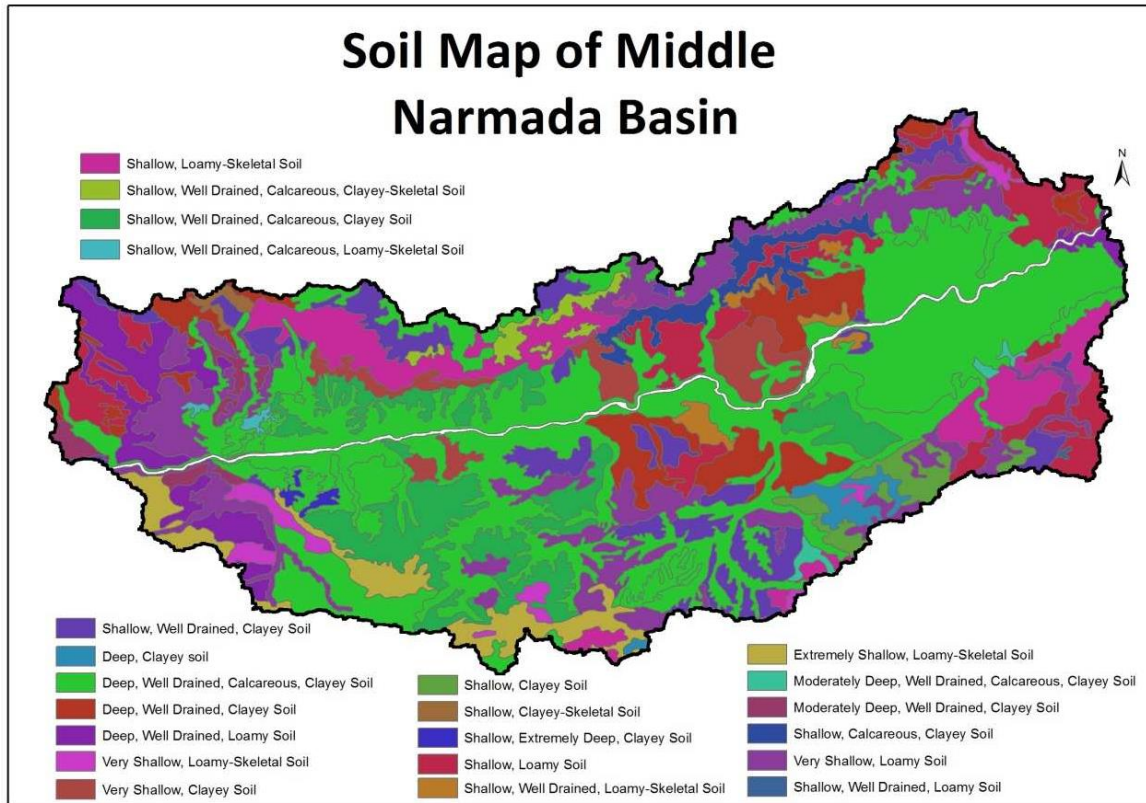 Soil Map of Middle
Narmada Basin
N
Shallow, Loamy-Skeletal Soil
Shallow, Well Drained, Calcareous, Clayey-Skeletal Soil
Shallow, Well Drained, Calcareous, Clayey Soil
Shallow, Well Drained, Calcareous, Loamy-Skeletal Soil
Shallow, Well Drained, Clayey Soil
Deep, Clayey soil
Deep, Well Drained, Calcareous, Clayey Soil
Deep, Well Drained, Clayey Soil
Deep, Well Drained, Loamy Soil
Very Shallow, Loamy-Skeletal Soil
Very Shallow, Clayey Soil
Shallow, Clayey Soil
Shallow, Clayey-Skeletal Soil
Shallow, Extremely Deep, Clayey Soil
Shallow, Loamy Soil
Shallow, Well Drained, Loamy-Skeletal Soil
Extremely Shallow, Loamy-Skeletal Soil
Moderately Deep, Well Drained, Calcareous, Clayey Soil
Moderately Deep, Well Drained, Clayey Soil
Shallow, Calcareous, Clayey Soil
Very Shallow, Loamy Soil
Shallow, Well Drained, Loamy Soil